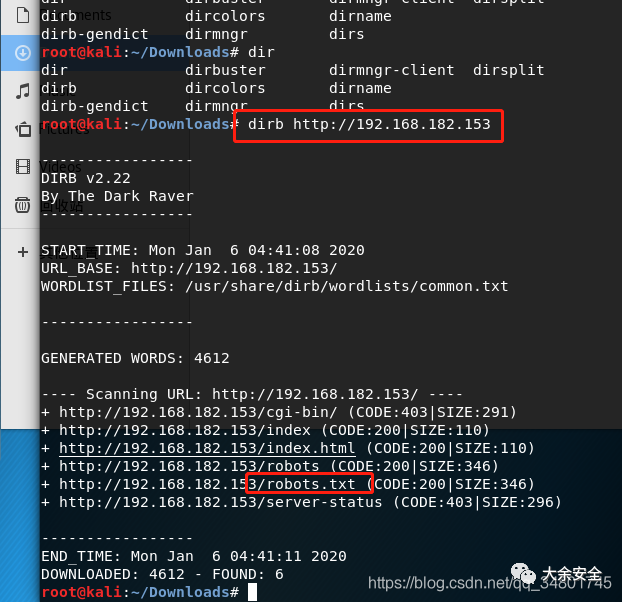 dir dirbuster dirmngr-client dirsplit
dirb dircolors dirname
dirb-gendict dirmngr dirs
root@kali:~/Downloads# dir
dir dirbuster dirmngr-client dirsplit
dirb dircolors dirname
dirb-gendict dirmngr dirs
root@kali:~/Downloads# dirb http://192.168.182.153
-----------------
DIRB v2.22
By The Dark Raver
-----------------
START_TIME: Mon Jan  6 04:41:08 2020
URL_BASE: http://192.168.182.153/
WORDLIST_FILES: /usr/share/dirb/wordlists/common.txt
-----------------
GENERATED WORDS: 4612
---- Scanning URL: http://192.168.182.153/ ----
+ http://192.168.182.153/cgi-bin/ (CODE:403|SIZE:291)
+ http://192.168.182.153/index (CODE:200|SIZE:110)
+ http://192.168.182.153/index.html (CODE:200|SIZE:110)
+ http://192.168.182.153/robots (CODE:200|SIZE:346)
+ http://192.168.182.153/robots.txt (CODE:200|SIZE:346)
+ http://192.168.182.153/server-status (CODE:403|SIZE:296)
-----------------
END_TIME: Mon Jan  6 04:41:11 2020
DOWNLOADED: 4612 - FOUND: 6
root@kali:~/Downloads#
Videos
大余安全
https://blog.csdn.net/qq_34801745